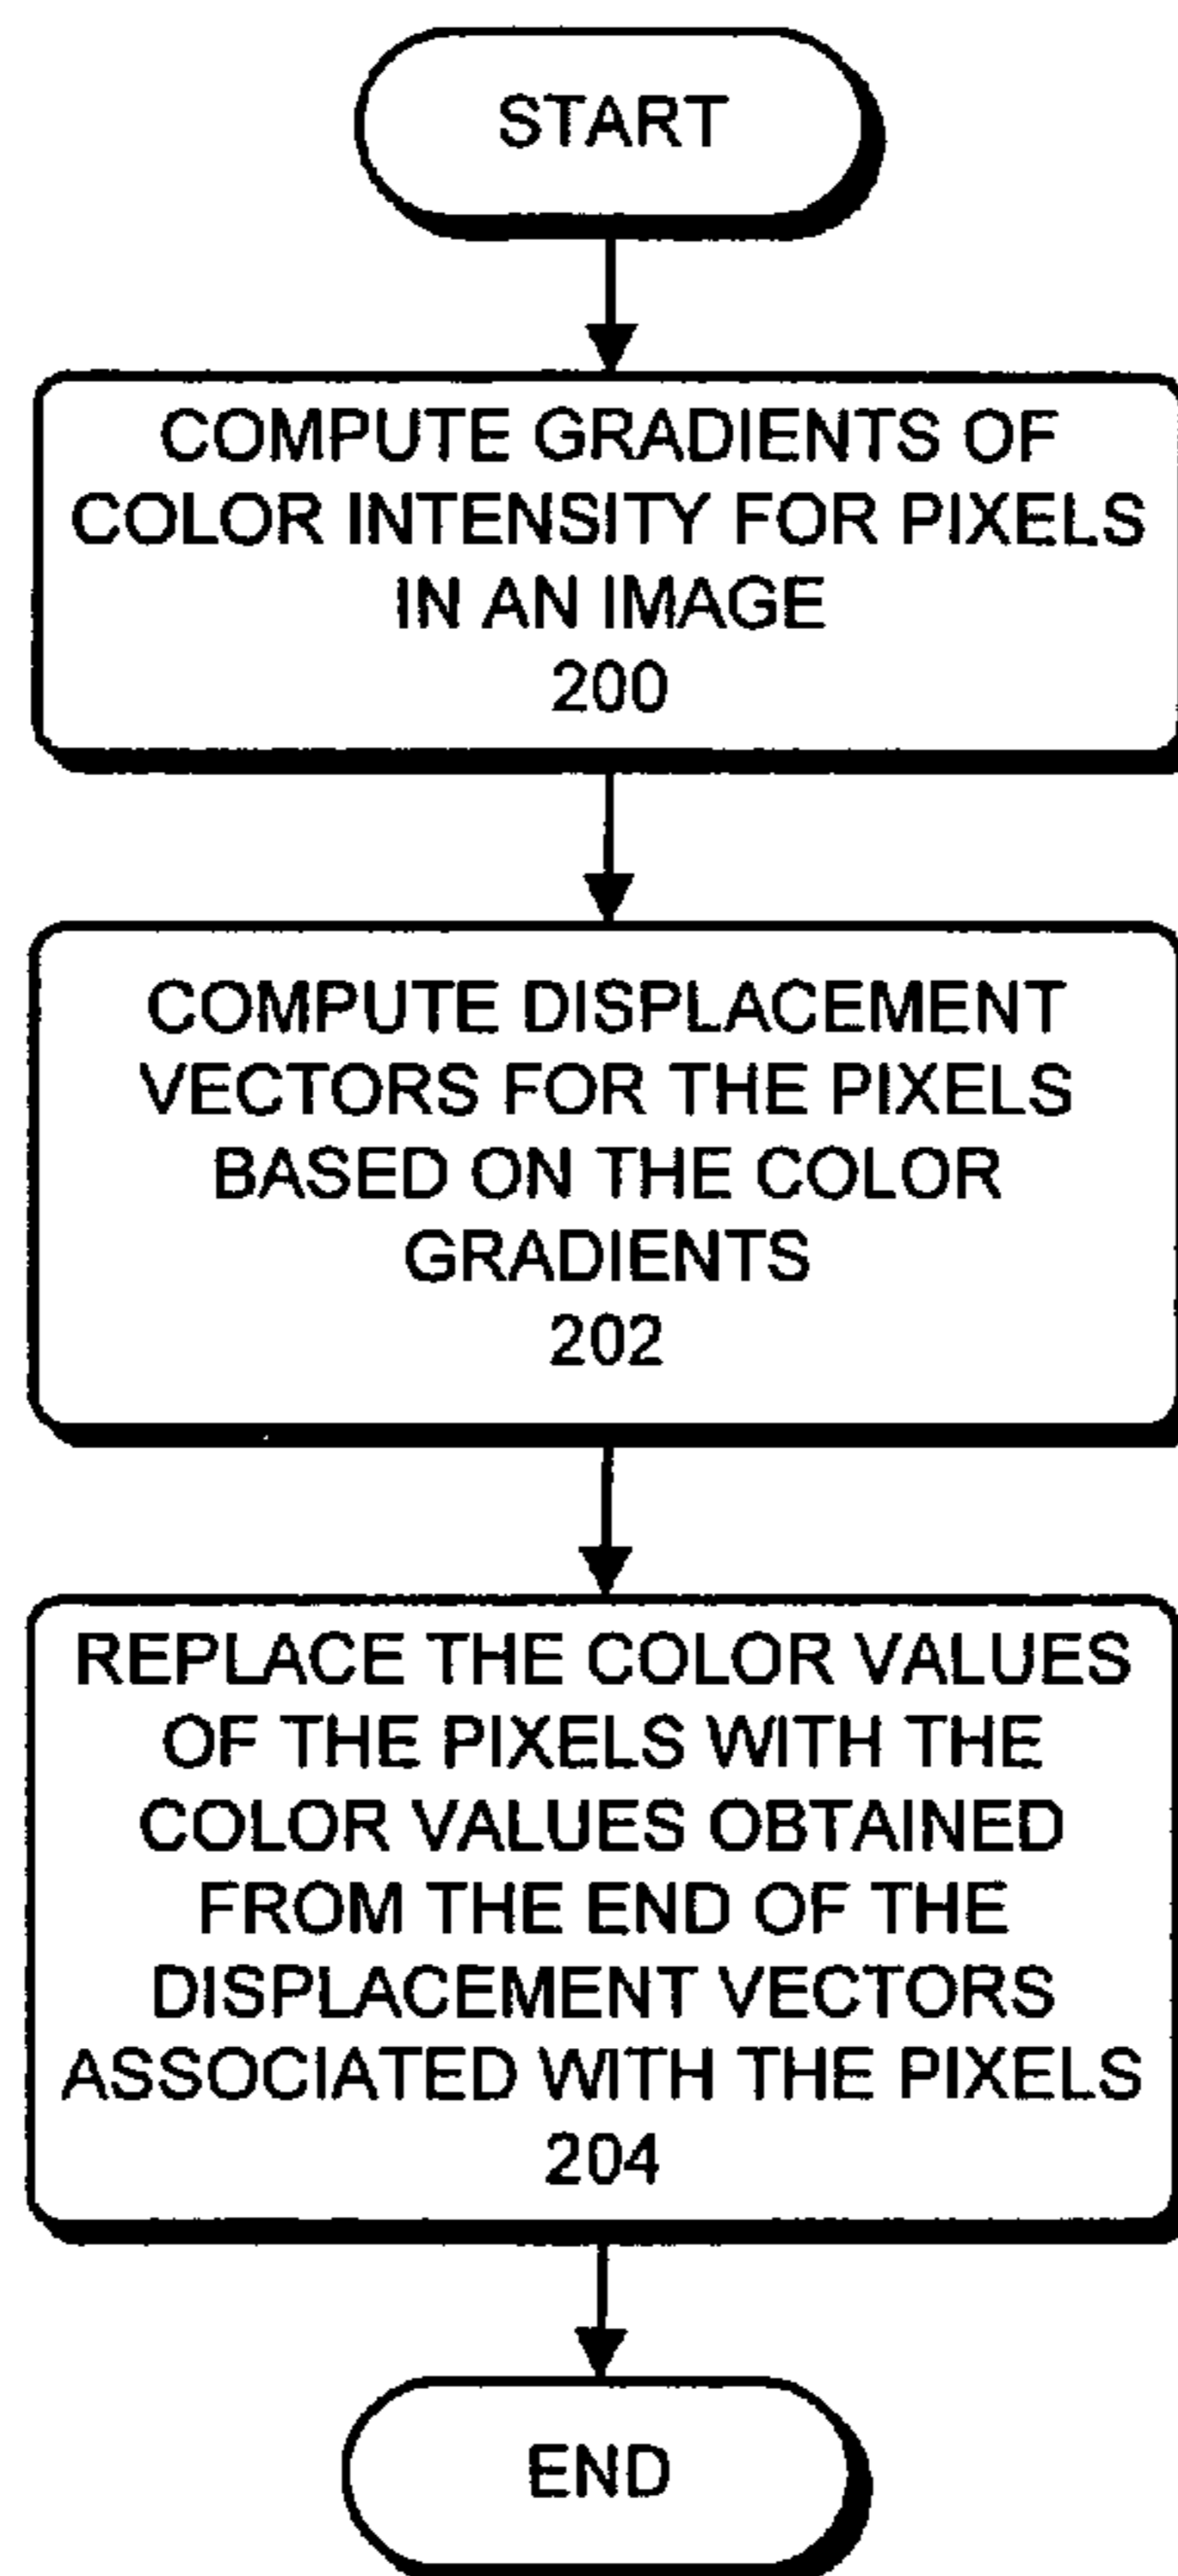 START
COMPUTE GRADIENTS OF
COLOR INTENSITY FOR PIXELS
IN AN IMAGE
200
COMPUTE DISPLACEMENT
VECTORS FOR THE PIXELS
BASED ON THE COLOR
GRADIENTS
202
REPLACE THE COLOR VALUES
OF THE PIXELS WITH THE
COLOR VALUES OBTAINED
FROM THE END OF THE
DISPLACEMENT VECTORS
ASSOCIATED WITH THE PIXELS
204
END